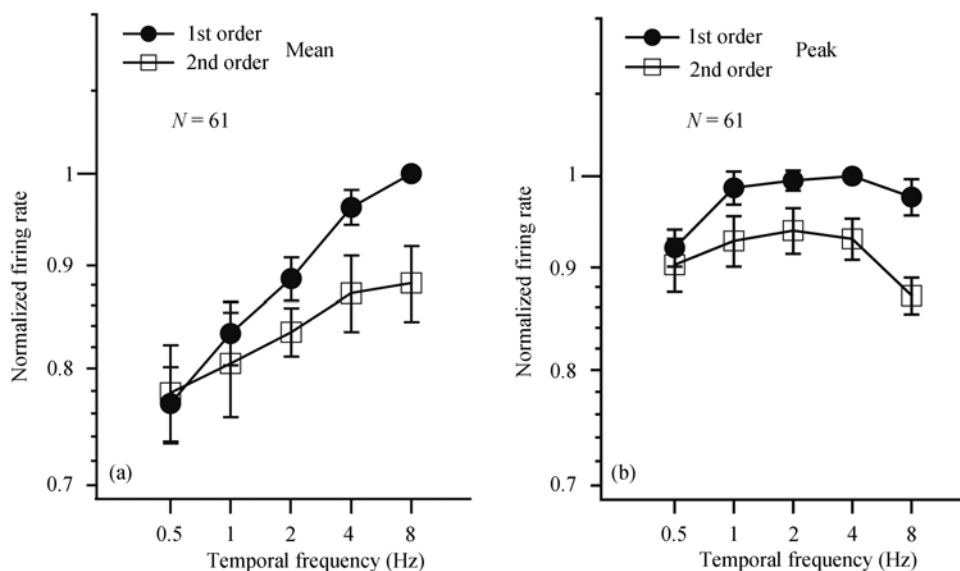 1st order
2nd order
Mean
N = 61
1
0.9
0.8
0.7
Normalized firing rate
(a)
0.5 1 2 4 8
Temporal frequency (Hz)
1st order
2nd order
Peak
N = 61
1
0.9
0.8
0.7
Normalized firing rate
(b)
0.5 1 2 4 8
Temporal frequency (Hz)